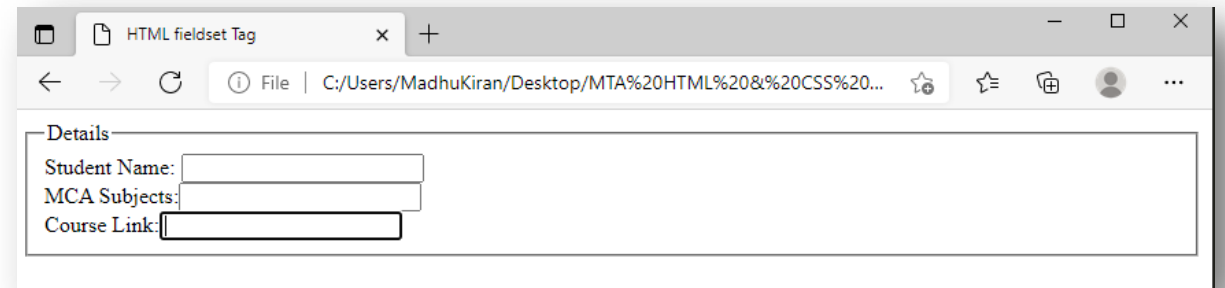 HTML fieldset Tag
File | C:/Users/MadhuKiran/Desktop/MTA%20HTML%20&%20CSS%20...
Details
Student Name:
MCA Subjects:
Course Link: